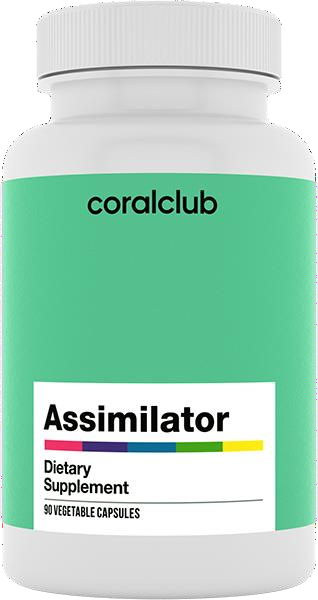 coralclub
Assimilator
Dietary
Supplement
90 VEGETABLE CAPSULES